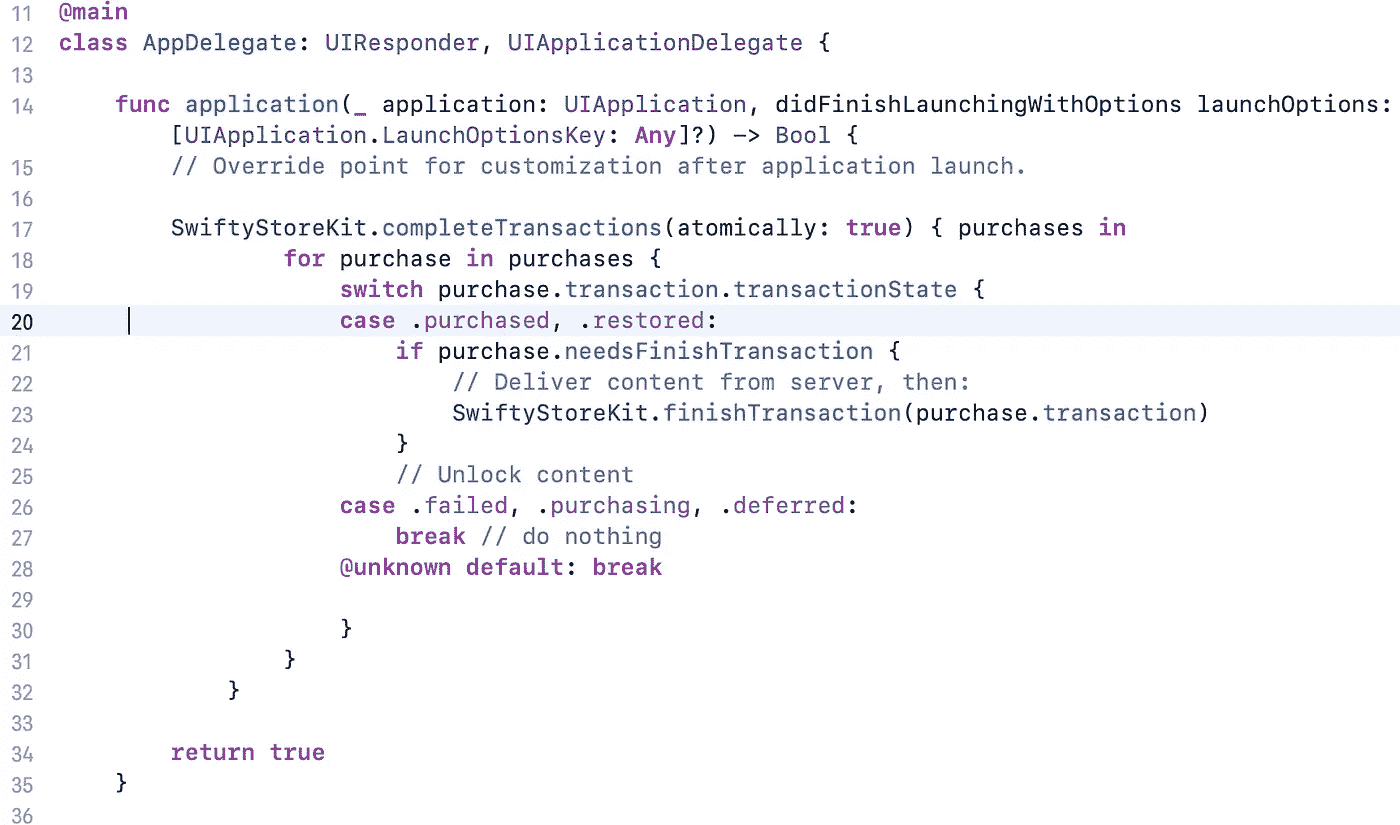 11 @main
12 class AppDelegate: UIResponder, UIApplicationDelegate {
13
14     func application(_ application: UIApplication, didFinishLaunchingWithOptions launchOptions:
        [UIApplication.LaunchOptionsKey: Any]?) -> Bool {
15         // Override point for customization after application launch.
16
17         SwiftyStoreKit.completeTransactions(atomically: true) { purchases in
18                 for purchase in purchases {
19                     switch purchase.transaction.transactionState {
20                     case .purchased, .restored:
21                         if purchase.needsFinishTransaction {
22                             // Deliver content from server, then:
23                             SwiftyStoreKit.finishTransaction(purchase.transaction)
24                         }
25                         // Unlock content
26                     case .failed, .purchasing, .deferred:
27                         break // do nothing
28                     @unknown default: break
29
30                     }
31                 }
32             }
33
34         return true
35     }
36